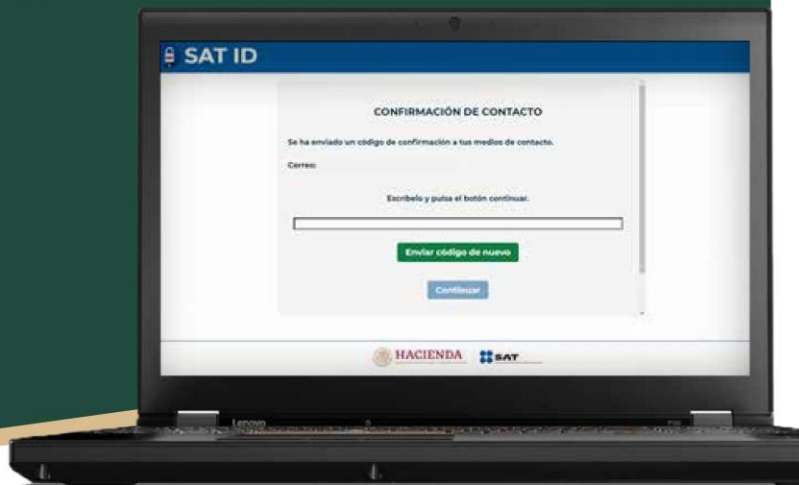 SAT ID
CONFIRMACIÓN DE CONTACTO
Se ha enviado un código de confirmación a tus medios de contacto.
Correo:
Escríbelo y pulsa el botón continuar.
Enviar código de nuevo
Continuar
HACIENDA SAT
Lenovo